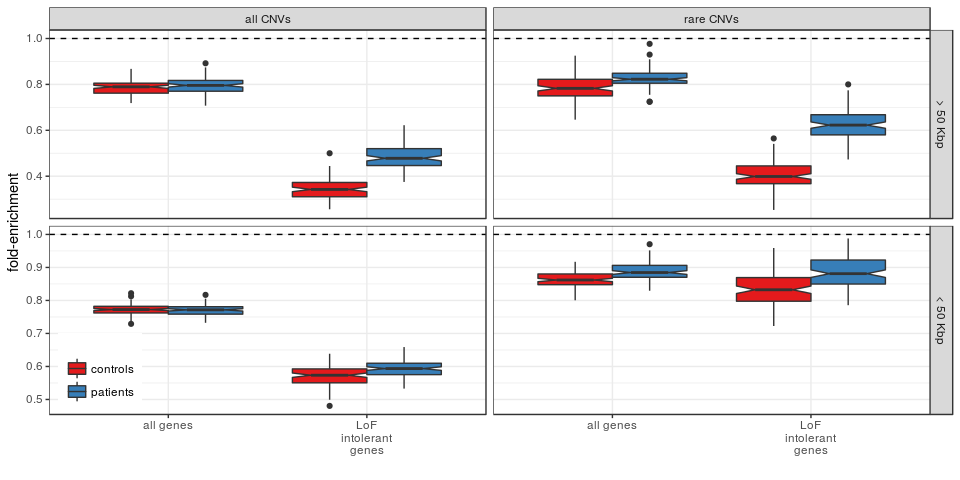 all CNVs
rare CNVs
1.0
0.8
0.6
0.4
> 50 Kbp
fold-enrichment
1.0
0.9
0.8
0.7
0.6
0.5
< 50 Kbp
controls
patients
all genes
LoF
intolerant
genes
all genes
LoF
intolerant
genes